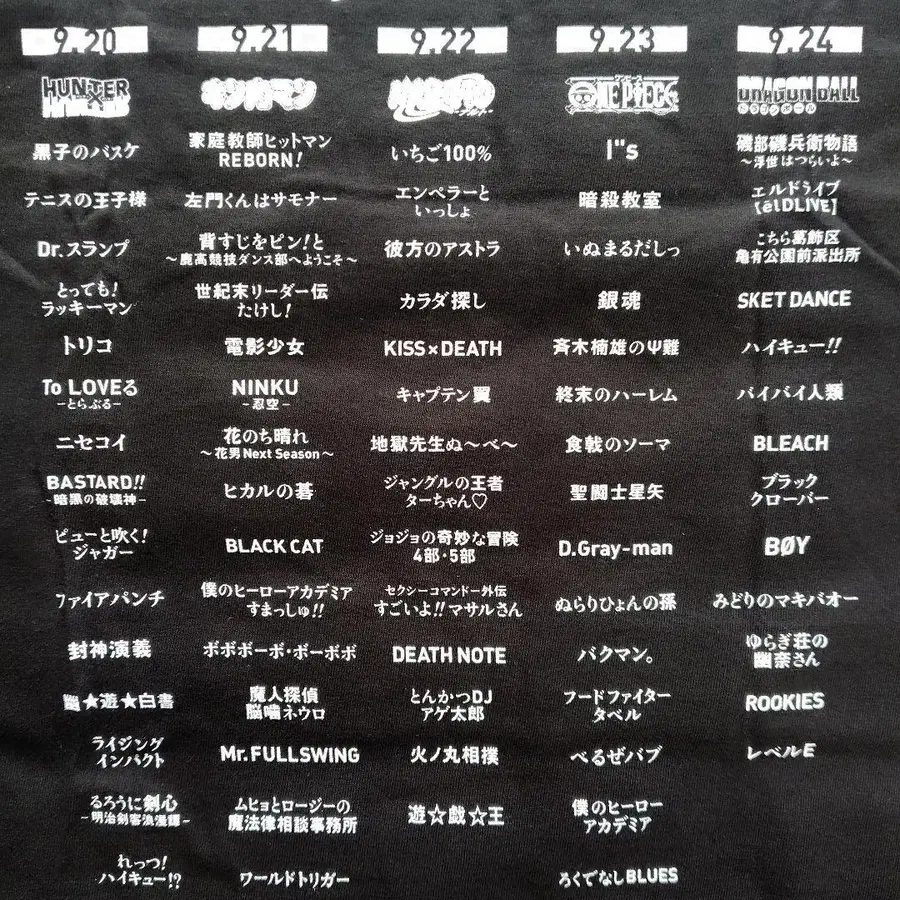 9.20
HUNTER
×
HUNTER
黒子のバスケ
テニスの王子様
Dr.スランプ
とっても!
ラッキーマン
トリコ
To LOVEる
-とらぶる-
ニセコイ
BASTARD!!
-暗黒の破壊神-
ピューと吹く!
ジャガー
ファイアパンチ
封神演義
幽★遊★白書
ライジング
インパクト
るろうに剣心
-明治剣客浪漫譚-
れっつ!
ハイキュー!?
9.21
キン肉マン
家庭教師ヒットマン
REBORN!
左門くんはサモナー
背すじをピン!と
～鹿高競技ダンス部へようこそ～
世紀末リーダー伝
たけし!
電影少女
NINKU
-忍空-
花のち晴れ
～花男Next Season～
ヒカルの碁
BLACK CAT
僕のヒーローアカデミア
すまっしゅ!!
ボボボーボ・ボーボボ
魔人探偵
脳噛ネウロ
Mr.FULLSWING
ムヒョとロージーの
魔法律相談事務所
ワールドトリガー
9.22
いちご100%
エンペラーと
いっしょ
彼方のアストラ
カラダ探し
KISS×DEATH
キャプテン翼
地獄先生ぬ～べ～
ジャングルの王者
ターちゃん♡
ジョジョの奇妙な冒険
4部・5部
セクシーコマンドー外伝
すごいよ!!マサルさん
DEATH NOTE
とんかつDJ
アゲ太郎
火ノ丸相撲
遊☆戯☆王
9.23
ワンピース
ONE PIECE
I"s
暗殺教室
いぬまるだしっ
銀魂
斉木楠雄のΨ難
終末のハーレム
食戟のソーマ
聖闘士星矢
D.Gray-man
ぬらりひょんの孫
バクマン。
フードファイター
タベル
べるぜバブ
僕のヒーロー
アカデミア
ろくでなしBLUES
9.24
DRAGON BALL
ドラゴンボール
磯部磯兵衛物語
～浮世はつらいよ～
エルドライブ
【ēlDLIVE】
こちら葛飾区
亀有公園前派出所
SKET DANCE
ハイキュー!!
バイバイ人類
BLEACH
ブラック
クローバー
BØY
みどりのマキバオー
ゆらぎ荘の
幽奈さん
ROOKIES
レベルE